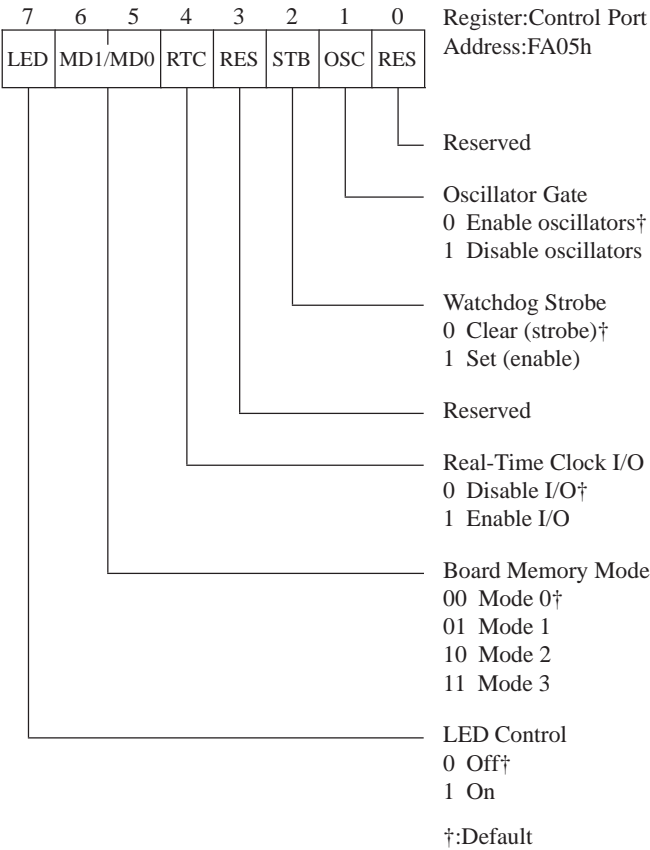 7 6 5 4 3 2 1 0
Register:Control Port
Address:FA05h
LED MD1/MD0 RTC RES STB OSC RES
Reserved
Oscillator Gate
0 Enable oscillators†
1 Disable oscillators
Watchdog Strobe
0 Clear (strobe)†
1 Set (enable)
Reserved
Real-Time Clock I/O
0 Disable I/O†
1 Enable I/O
Board Memory Mode
00 Mode 0†
01 Mode 1
10 Mode 2
11 Mode 3
LED Control
0 Off†
1 On
†:Default